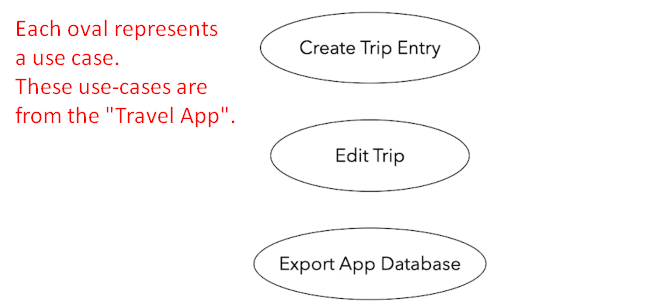 Each oval represents
a use case.
These use-cases are
from the "Travel App".
Create Trip Entry
Edit Trip
Export App Database